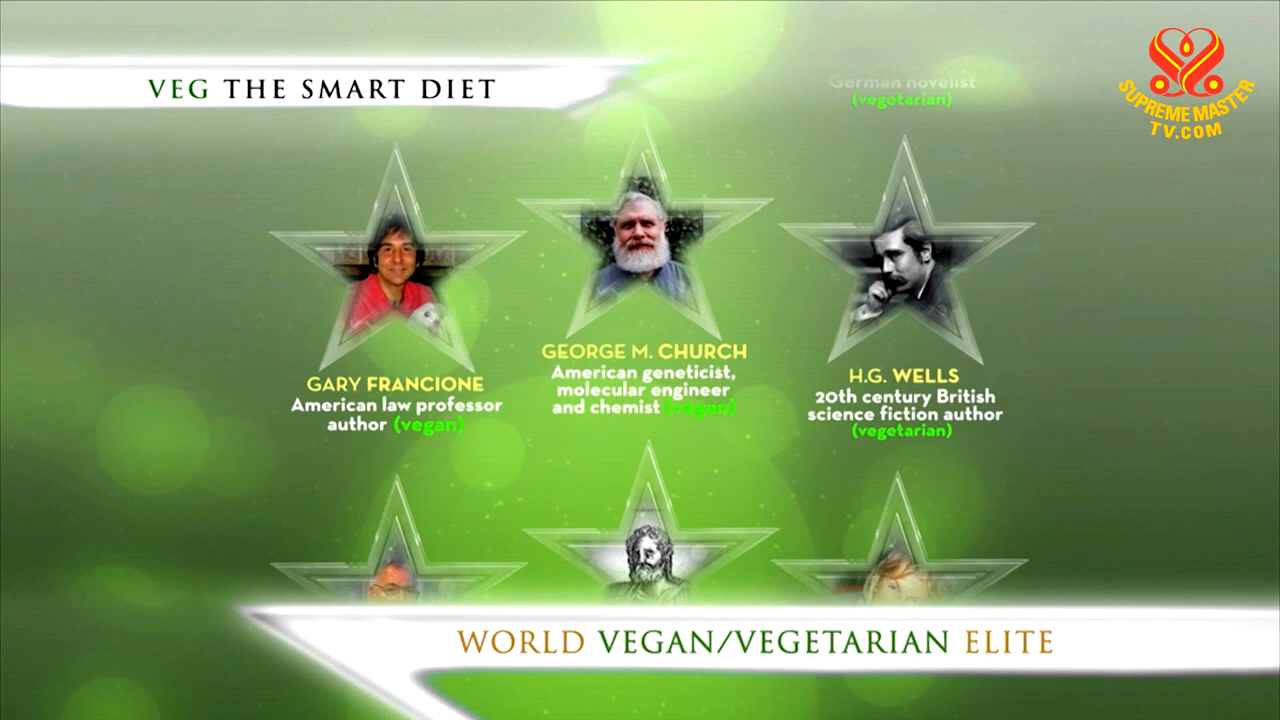 VEG THE SMART DIET
German novelist
(vegetarian)
SUPREME MASTER
TV.COM
GARY FRANCIONE
American law professor
author (vegan)
GEORGE M. CHURCH
American geneticist,
molecular engineer
and chemist (vegan)
H.G. WELLS
20th century British
science fiction author
(vegetarian)
WORLD VEGAN/VEGETARIAN ELITE